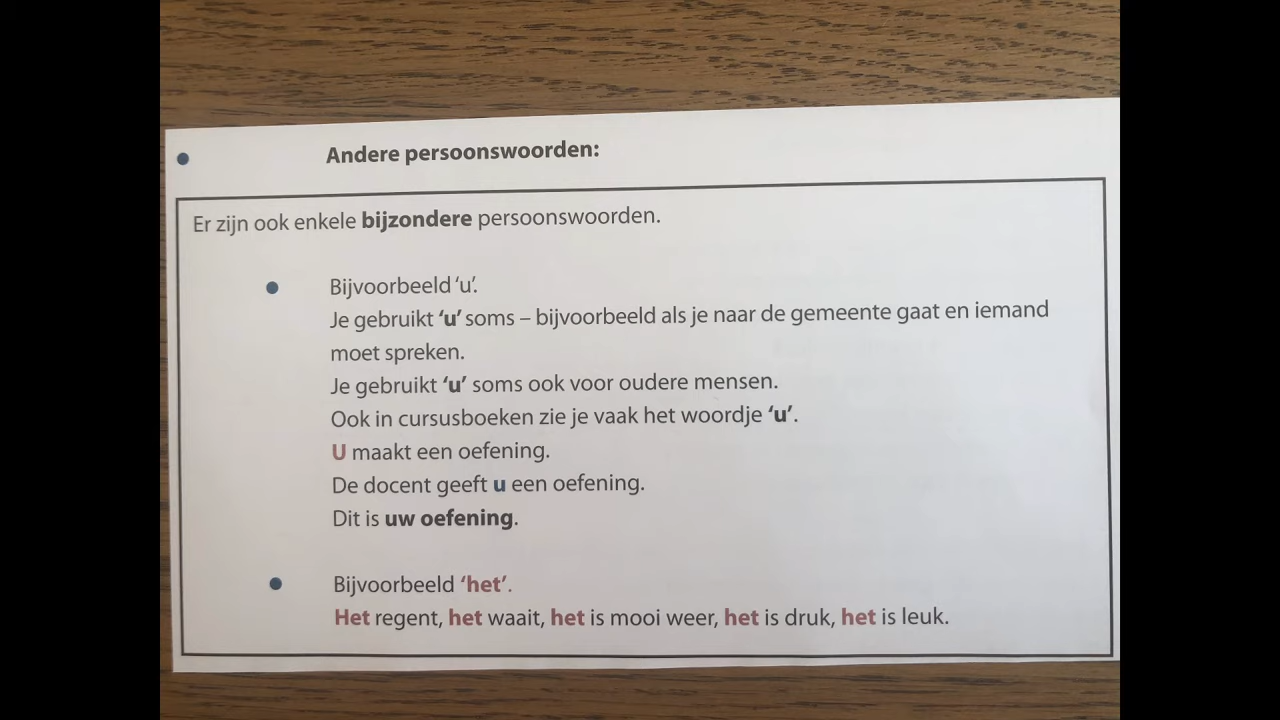 Andere persoonswoorden:
Er zijn ook enkele bijzondere persoonswoorden.
Bijvoorbeeld ‘u’.
Je gebruikt ‘u’ soms – bijvoorbeeld als je naar de gemeente gaat en iemand
moet spreken.
Je gebruikt ‘u’ soms ook voor oudere mensen.
Ook in cursusboeken zie je vaak het woordje ‘u’.
U maakt een oefening.
De docent geeft u een oefening.
Dit is uw oefening.
Bijvoorbeeld ‘het’.
Het regent, het waait, het is mooi weer, het is druk, het is leuk.